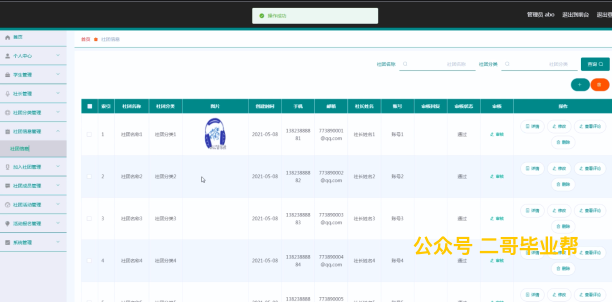 操作成功
管理员 abo
退出到前台
首页
社团信息
首页
个人中心
学生管理
社长管理
社团分类管理
社团信息管理
社团信息
加入社团管理
社团成员管理
社团活动管理
系统管理
社团名称
社团名称
社团分类
社团分类
查询
索引 社团名称 社团分类 图片 创建时间 手机 邮箱 社长姓名 账号 审核回复 审核状态 审核 操作
1 社团名称1 社团分类1 2021-05-08 13823888881 773890001@qq.com 社长姓名1 账号1 通过 审核 详情 修改 查看评论 删除
2 社团名称2 社团分类2 2021-05-08 13823888882 773890002@qq.com 社长姓名2 账号2 通过 审核 详情 修改 查看评论 删除
3 社团名称3 社团分类3 2021-05-08 13823888883 773890003@qq.com 社长姓名3 账号3 通过 审核 详情 修改 查看评论 删除
4 社团名称4 社团分类4 2021-05-08 13823888884 773890004@qq.com 社长姓名4 账号4 通过 审核 详情 修改 查看评论 删除
公众号 二哥毕业帮